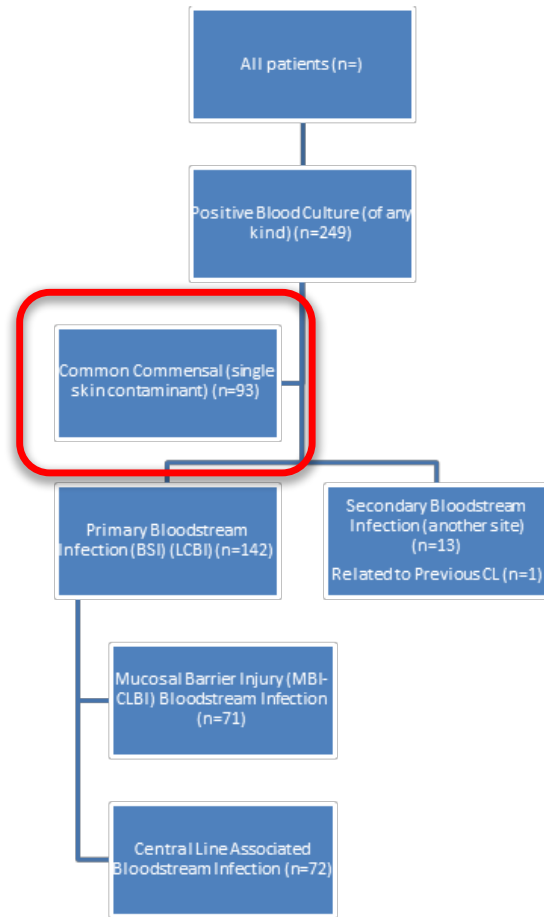 All patients (n=)
Positive Blood Culture (of any
kind) (n=249)
Common Commensal (single
skin contaminant) (n=93)
Primary Bloodstream
Infection (BSI) (LCBI) (n=142)
Secondary Bloodstream
Infection (another site)
(n=13)
Related to Previous CL (n=1)
Mucosal Barrier Injury (MBI-
CLBI) Bloodstream Infection
(n=71)
Central Line Associated
Bloodstream Infection (n=72)